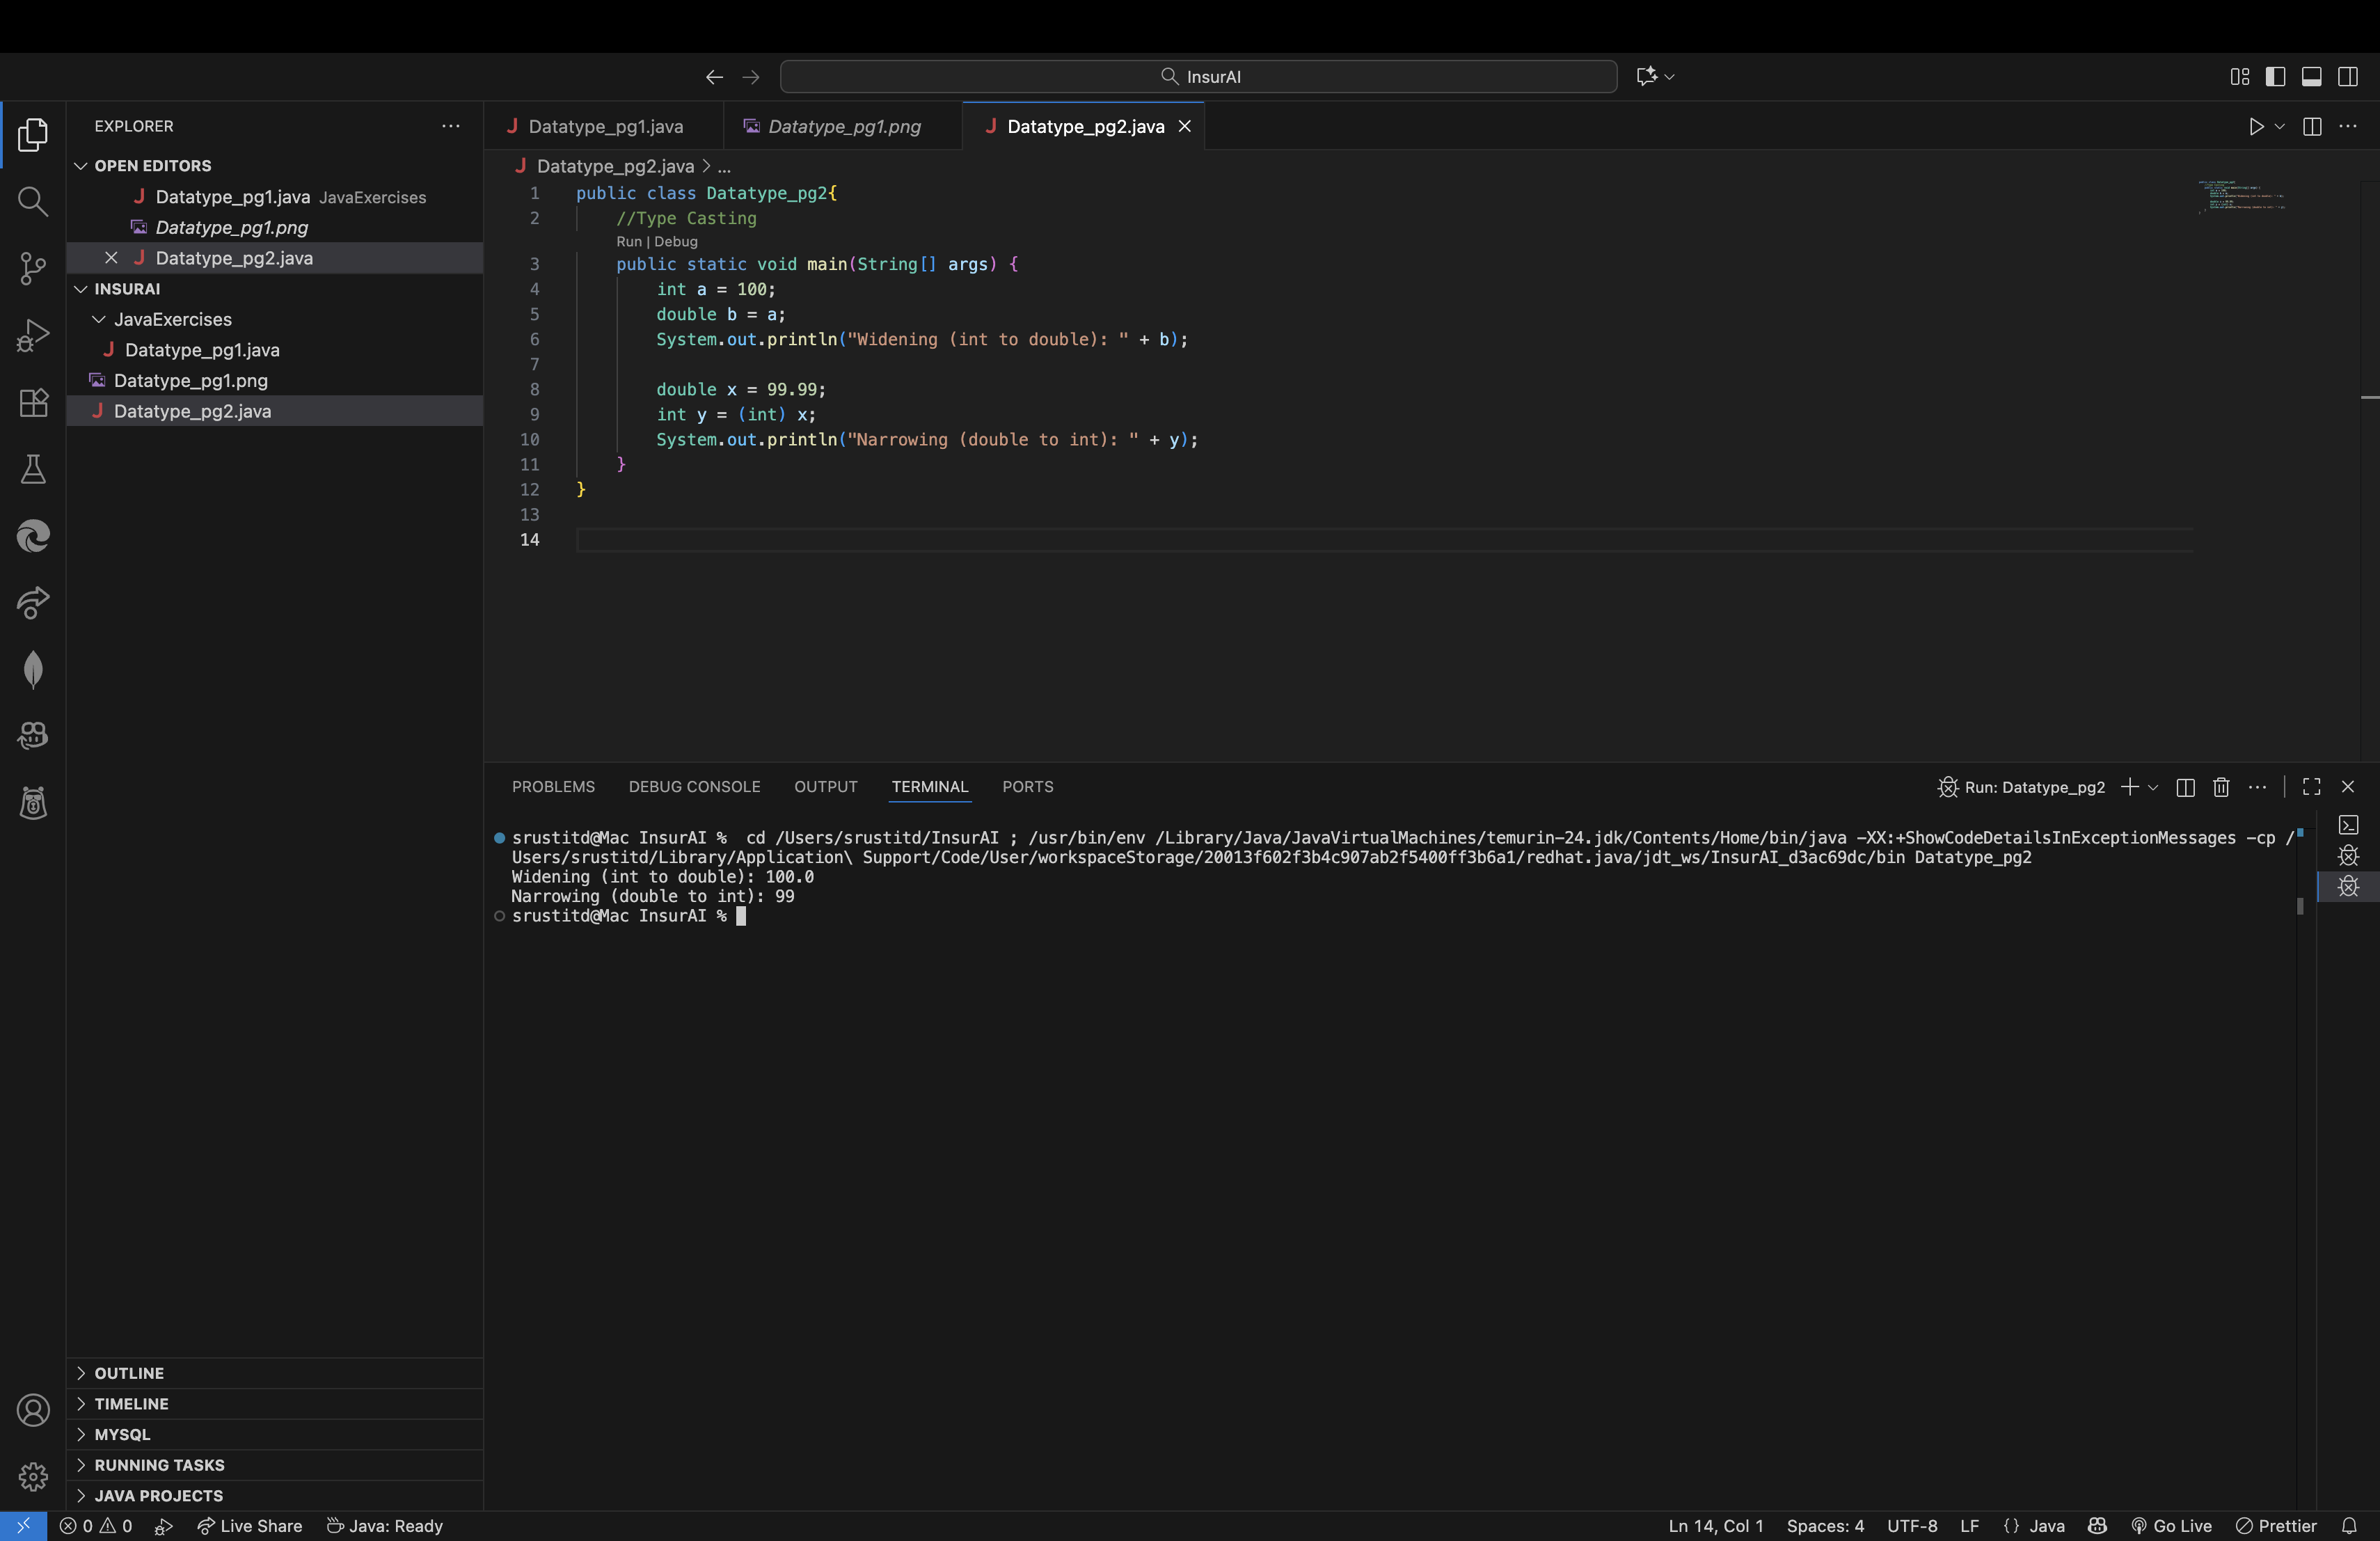 InsurAI
EXPLORER
OPEN EDITORS
Datatype_pg1.java JavaExercises
Datatype_pg1.png
Datatype_pg2.java
INSURAI
JavaExercises
Datatype_pg1.java
Datatype_pg1.png
Datatype_pg2.java
OUTLINE
TIMELINE
MYSQL
RUNNING TASKS
JAVA PROJECTS
Datatype_pg1.java Datatype_pg1.png Datatype_pg2.java
Datatype_pg2.java > ...
1 public class Datatype_pg2{
2 //Type Casting
Run | Debug
3 public static void main(String[] args) {
4 int a = 100;
5 double b = a;
6 System.out.println("Widening (int to double): " + b);
7
8 double x = 99.99;
9 int y = (int) x;
10 System.out.println("Narrowing (double to int): " + y);
11 }
12 }
13
14
PROBLEMS DEBUG CONSOLE OUTPUT TERMINAL PORTS
Run: Datatype_pg2
srustitd@Mac InsurAI % cd /Users/srustitd/InsurAI ; /usr/bin/env /Library/Java/JavaVirtualMachines/temurin-24.jdk/Contents/Home/bin/java -XX:+ShowCodeDetailsInExceptionMessages -cp /
Users/srustitd/Library/Application\ Support/Code/User/workspaceStorage/20013f602f3b4c907ab2f5400ff3b6a1/redhat.java/jdt_ws/InsurAI_d3ac69dc/bin Datatype_pg2
Widening (int to double): 100.0
Narrowing (double to int): 99
srustitd@Mac InsurAI %
0 0 Live Share Java: Ready Ln 14, Col 1 Spaces: 4 UTF-8 LF {} Java Go Live Prettier